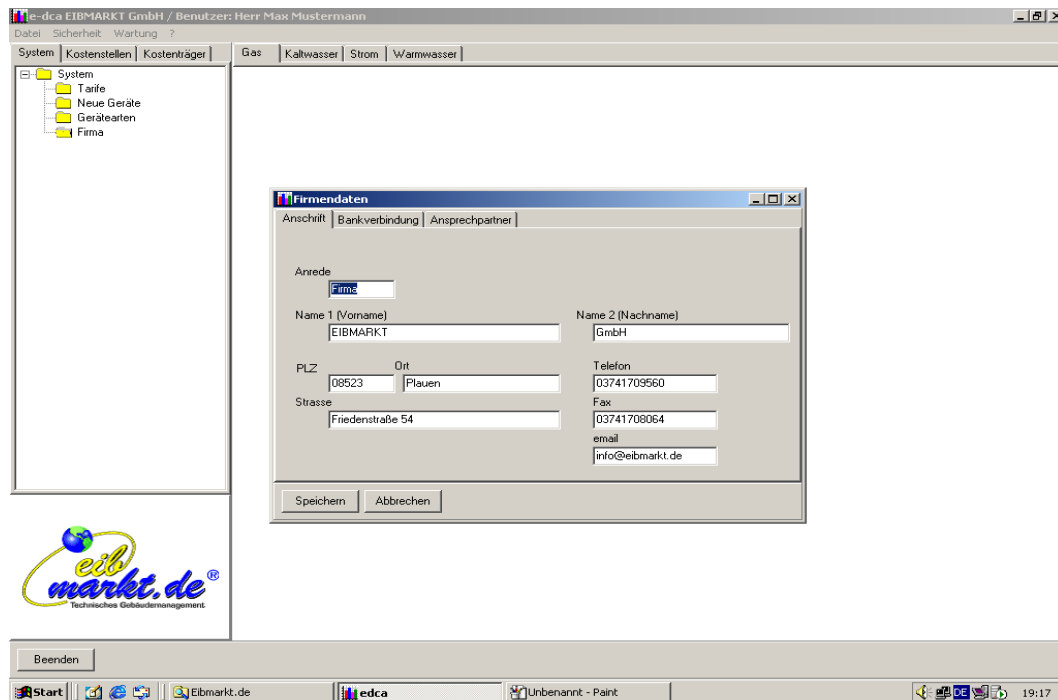 e-dca EIBMARKT GmbH / Benutzer: Herr Max Mustermann
Datei Sicherheit Wartung ?
System Kostenstellen Kostenträger Gas Kaltwasser Strom Warmwasser
System
Tarife
Neue Geräte
Gerätearten
Firma
Firmendaten
Anschrift Bankverbindung Ansprechpartner
Anrede
Firma
Name 1 (Vorname) Name 2 (Nachname)
EIBMARKT GmbH
PLZ Ort Telefon
08523 Plauen 03741709560
Strasse Fax
Friedenstraße 54 03741708064
email
info@eibmarkt.de
Speichern Abbrechen
eib
markt.de®
Technisches Gebäudemanagement
Beenden
Start Eibmarkt.de edca Unbenannt - Paint DE 19:17